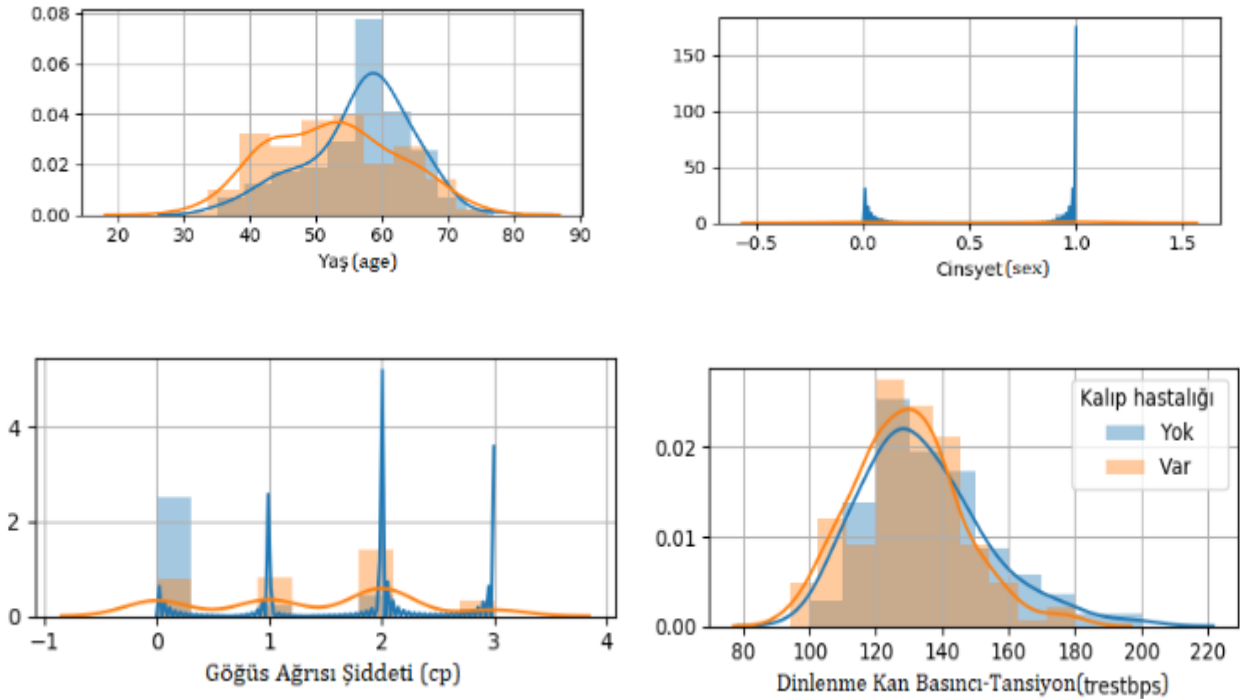 0.08
0.06
0.04
0.02
0.00
20 30 40 50 60 70 80 90
Yaş (age)
150
100
50
0
−0.5 0.0 0.5 1.0 1.5
Cinsyet (sex)
4
2
0
−1 0 1 2 3 4
Göğüs Ağrısı Şiddeti (cp)
0.02
0.01
0.00
80 100 120 140 160 180 200 220
Dinlenme Kan Basıncı-Tansiyon(trestbps)
Kalıp hastalığı
Yok
Var